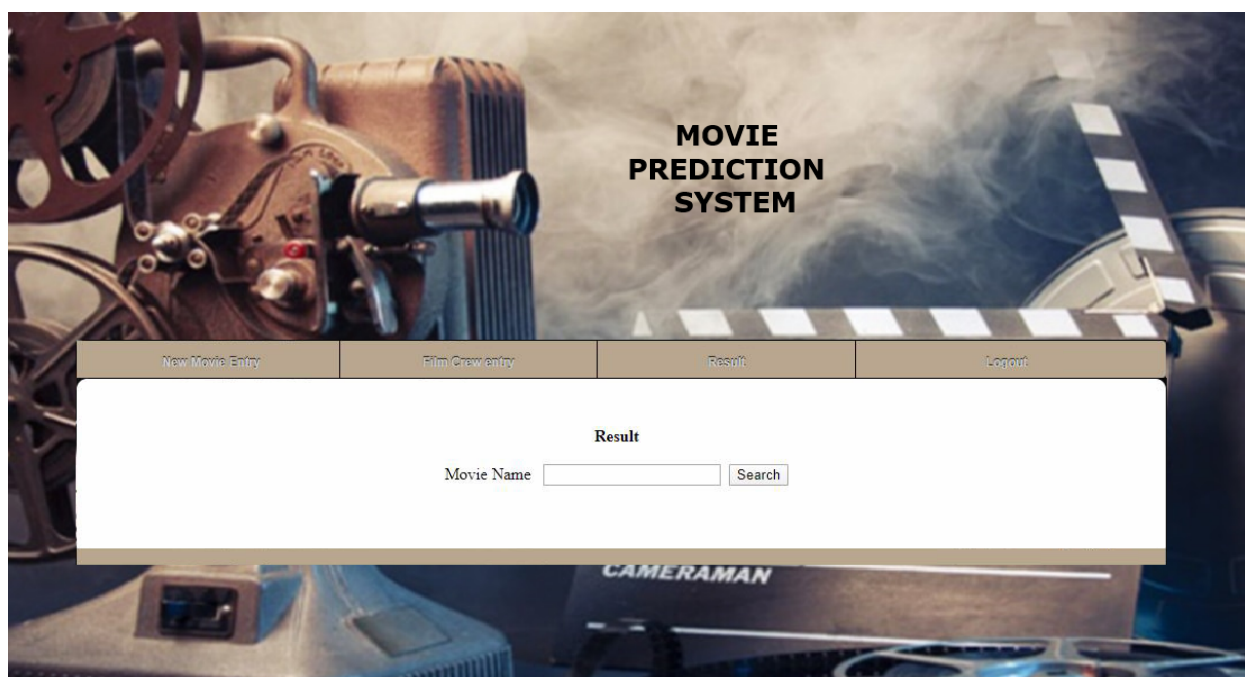 MOVIE
PREDICTION
SYSTEM
New Movie Entry Film Crew entry Result Logout
Result
Movie Name Search
CAMERAMAN